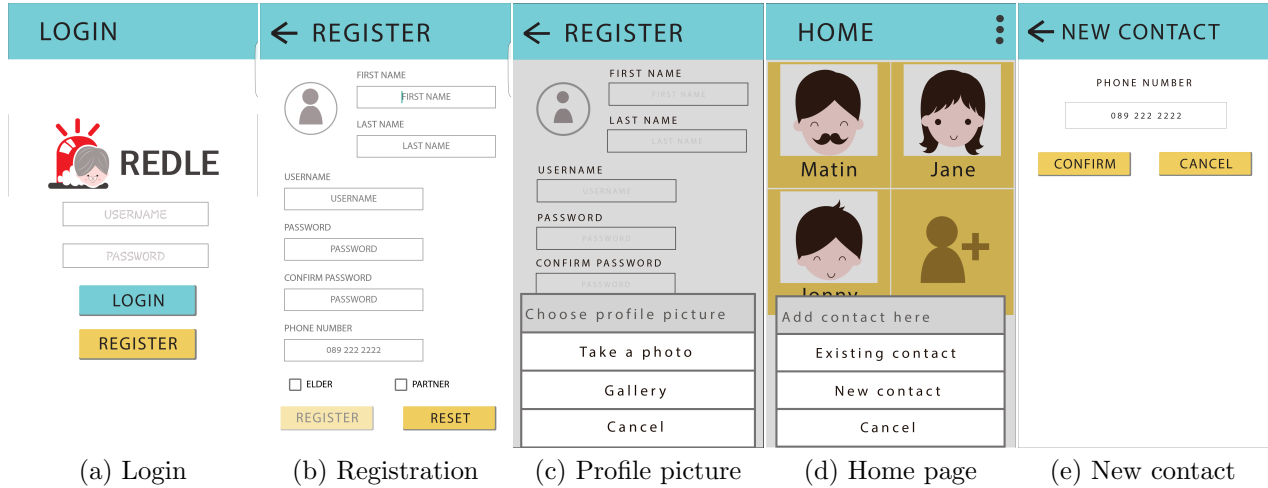 LOGIN
REDLE
USERNAME
PASSWORD
LOGIN
REGISTER
(a) Login
REGISTER
FIRST NAME
FIRST NAME
LAST NAME
LAST NAME
USERNAME
USERNAME
PASSWORD
PASSWORD
CONFIRM PASSWORD
PASSWORD
PHONE NUMBER
089 222 2222
ELDER
PARTNER
REGISTER
RESET
(b) Registration
REGISTER
FIRST NAME
FIRST NAME
LAST NAME
LAST NAME
USERNAME
USERNAME
PASSWORD
PASSWORD
CONFIRM PASSWORD
PASSWORD
Choose profile picture
Take a photo
Gallery
Cancel
(c) Profile picture
HOME
Matin
Jane
Jonny
Add contact here
Existing contact
New contact
Cancel
(d) Home page
NEW CONTACT
PHONE NUMBER
089 222 2222
CONFIRM
CANCEL
(e) New contact